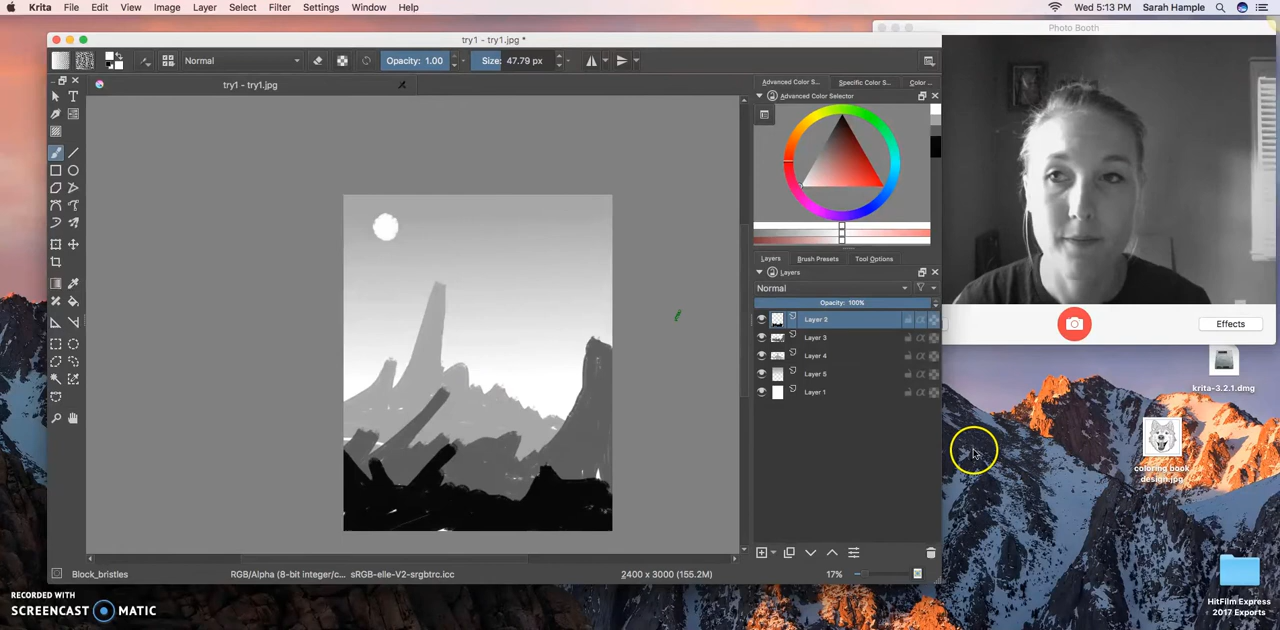 Krita File Edit View Image Layer Select Filter Settings Window Help Wed 5:13 PM Sarah Hample
try1 - try1.jpg *
Photo Booth
Normal Opacity: 1.00 Size: 47.79 px
try1 - try1.jpg
Advanced Color S... Specific Color S... Color ...
Advanced Color Selector
Layers Brush Presets Tool Options
Layers
Normal
Opacity: 100%
Layer 2
Layer 3
Layer 4
Layer 5
Layer 1
Effects
krita-3.2.1.dmg
coloring book
design.jpg
HitFilm Express
2017 Exports
Block_bristles RGB/Alpha (8-bit integer/c... sRGB-elle-V2-srgbtrc.icc 2400 x 3000 (155.2M) 17%
RECORDED WITH
SCREENCAST MATIC